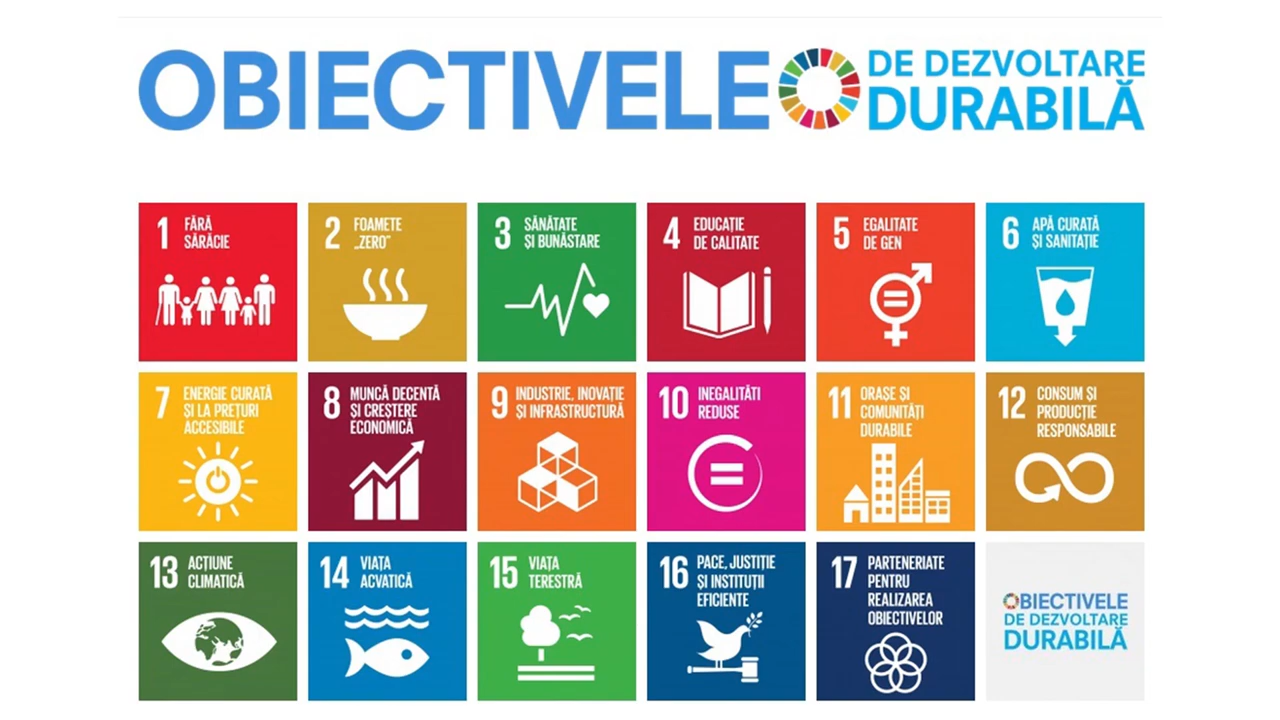 OBIECTIVELE
DE DEZVOLTARE
DURABILĂ
1 FĂRĂ
SĂRĂCIE
2 FOAMETE
„ZERO”
3 SĂNĂTATE
ȘI BUNĂSTARE
4 EDUCAȚIE
DE CALITATE
5 EGALITATE
DE GEN
6 APĂ CURATĂ
ȘI SANITAȚIE
7 ENERGIE CURATĂ
ȘI LA PREȚURI
ACCESIBILE
8 MUNCĂ DECENTĂ
ȘI CREȘTERE
ECONOMICĂ
9 INDUSTRIE, INOVAȚIE
ȘI INFRASTRUCTURĂ
10 INEGALITĂȚI
REDUSE
11 ORAȘE ȘI
COMUNITĂȚI
DURABILE
12 CONSUM ȘI
PRODUCȚIE
RESPONSABILE
13 ACȚIUNE
CLIMATICĂ
14 VIAȚA
ACVATICĂ
15 VIAȚA
TERESTRĂ
16 PACE, JUSTIȚIE
ȘI INSTITUȚII
EFICIENTE
17 PARTENERIATE
PENTRU
REALIZAREA
OBIECTIVELOR
OBIECTIVELE
DE DEZVOLTARE
DURABILĂ